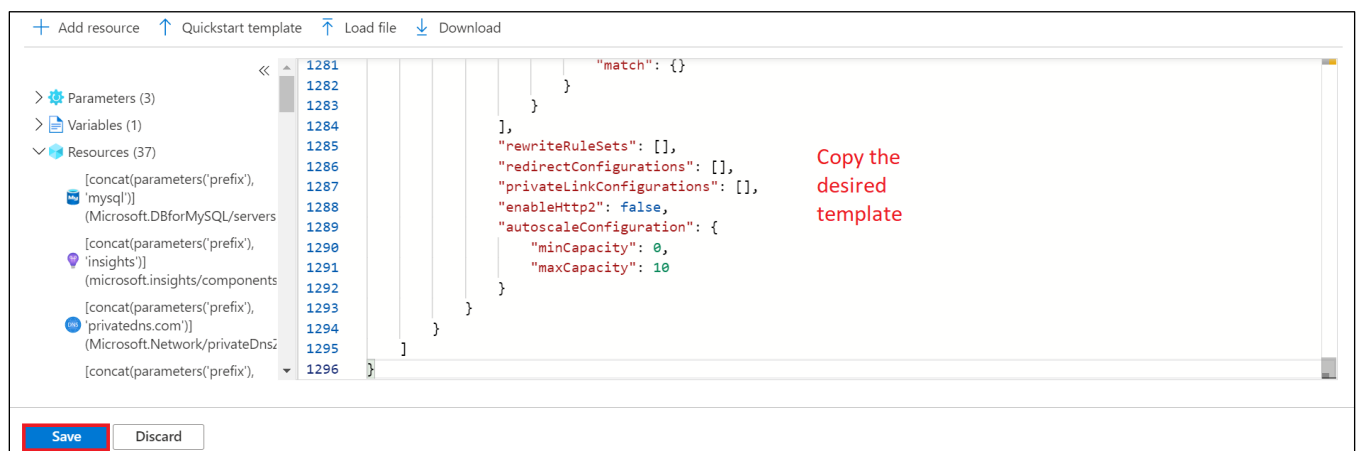 Add resource Quickstart template Load file Download
Parameters (3)
Variables (1)
Resources (37)
[concat(parameters('prefix'),
'mysql')]
(Microsoft.DBforMySQL/servers
[concat(parameters('prefix'),
'insights')]
(microsoft.insights/components
[concat(parameters('prefix'),
'privatedns.com')]
(Microsoft.Network/privateDnsZ
[concat(parameters('prefix'),
1281 "match": {}
1282 }
1283 }
1284 ],
1285 "rewriteRuleSets": [],
1286 "redirectConfigurations": [],
1287 "privateLinkConfigurations": [],
1288 "enableHttp2": false,
1289 "autoscaleConfiguration": {
1290 "minCapacity": 0,
1291 "maxCapacity": 10
1292 }
1293 }
1294 }
1295 ]
1296 }
Copy the
desired
template
Save Discard